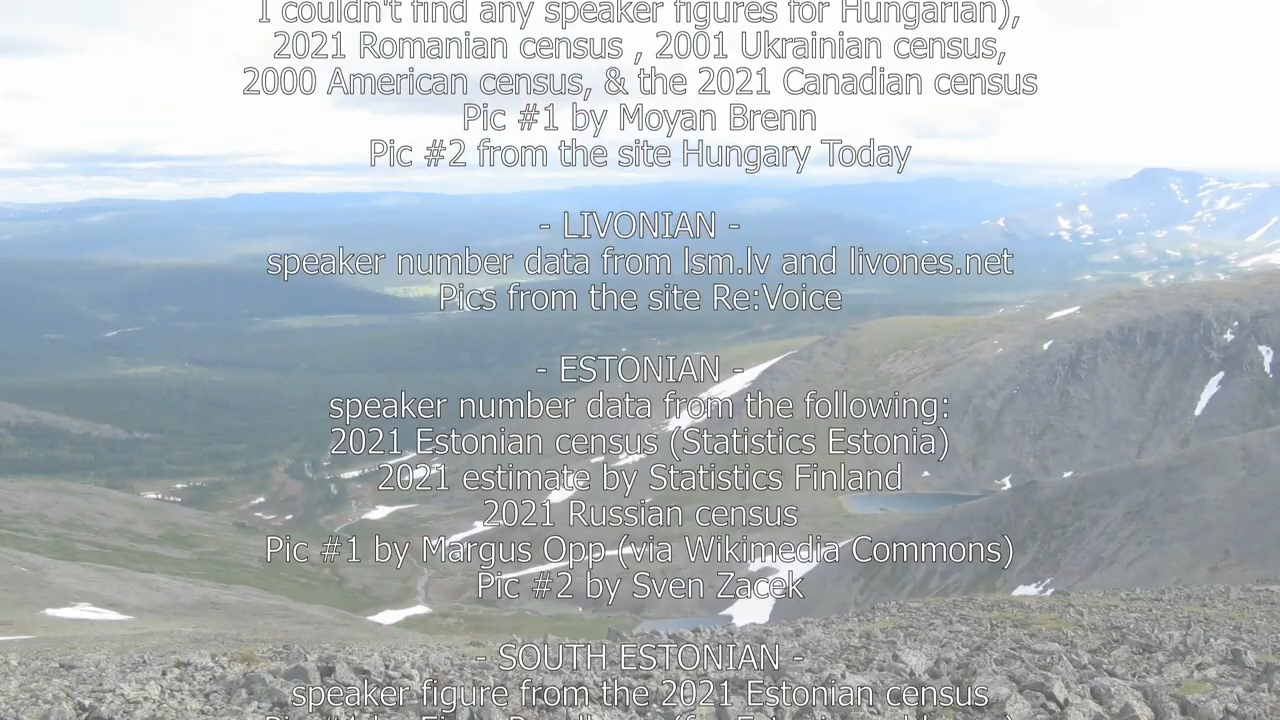 I couldn't find any speaker figures for Hungarian),
2021 Romanian census , 2001 Ukrainian census,
2000 American census, & the 2021 Canadian census
Pic #1 by Moyan Brenn
Pic #2 from the site Hungary Today
- LIVONIAN -
speaker number data from lsm.lv and livones.net
Pics from the site Re:Voice
- ESTONIAN -
speaker number data from the following:
2021 Estonian census (Statistics Estonia)
2021 estimate by Statistics Finland
2021 Russian census
Pic #1 by Margus Opp (via Wikimedia Commons)
Pic #2 by Sven Zacek
- SOUTH ESTONIAN -
speaker figure from the 2021 Estonian census